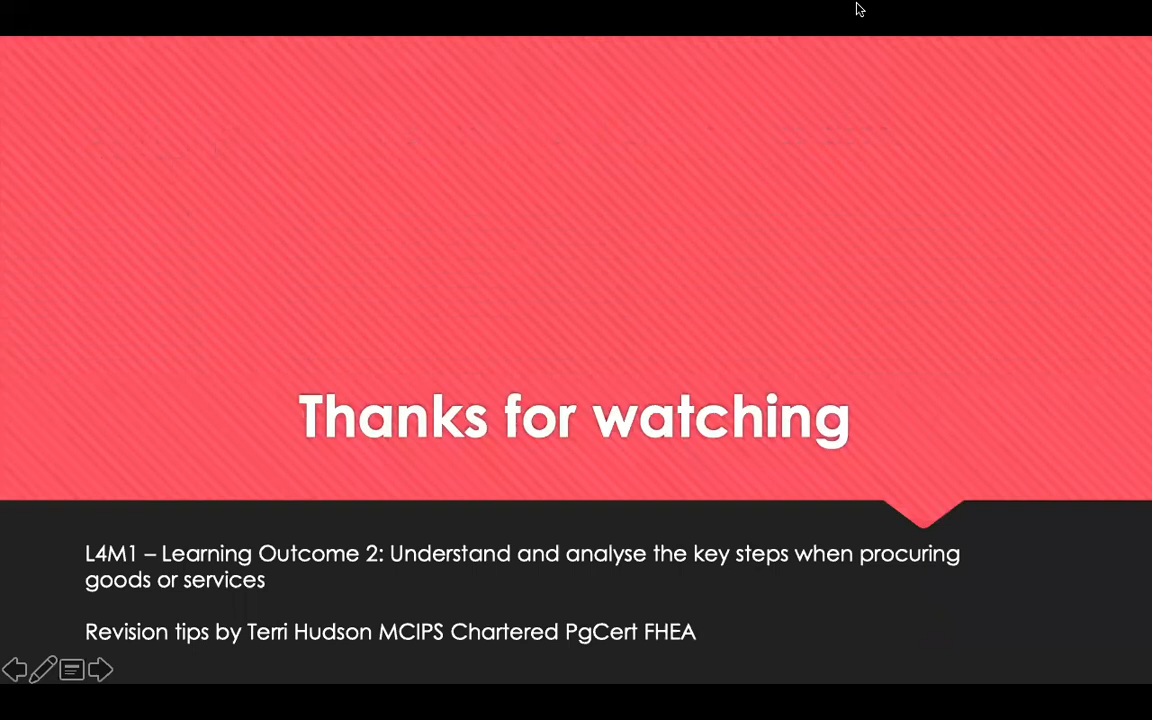 Thanks for watching
L4M1 – Learning Outcome 2: Understand and analyse the key steps when procuring
goods or services
Revision tips by Terri Hudson MCIPS Chartered PgCert FHEA